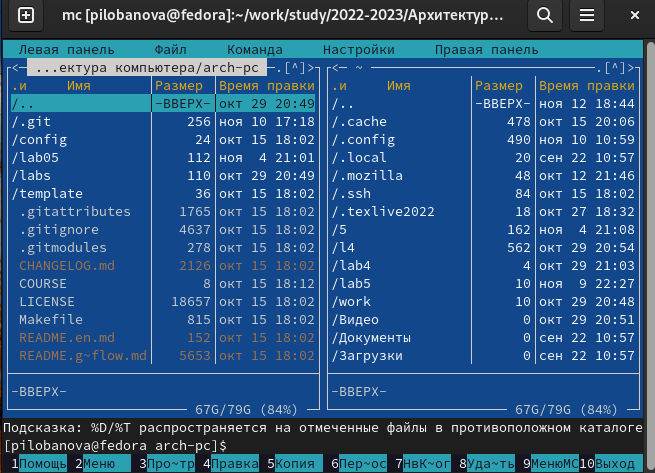 mc [pilobanova@fedora]:~/work/study/2022-2023/Архитектур...
Левая панель Файл Команда Настройки Правая панель
<— ...ектура компьютера/arch-pc —.[^]> <— ~ —.[^]>
.и Имя Размер Время правки .и Имя Размер Время правки
/.. -ВВЕРХ- окт 29 20:49 /.. -ВВЕРХ- ноя 12 18:44
/.git 256 ноя 10 17:18 /.cache 478 окт 15 20:06
/config 24 окт 15 18:02 /.config 490 ноя 10 10:59
/lab05 112 ноя 4 21:01 /.local 20 сен 22 10:57
/labs 110 окт 29 20:49 /.mozilla 48 окт 12 21:46
/template 36 окт 15 18:02 /.ssh 84 окт 15 18:02
.gitattributes 1765 окт 15 18:02 /.texlive2022 18 окт 27 18:32
.gitignore 4637 окт 15 18:02 /5 162 ноя 4 21:08
.gitmodules 278 окт 15 18:02 /l4 562 окт 29 20:54
CHANGELOG.md 2126 окт 15 18:02 /lab4 4 окт 29 21:03
COURSE 8 окт 15 18:12 /lab5 10 ноя 9 22:27
LICENSE 18657 окт 15 18:02 /work 10 окт 29 20:48
Makefile 815 окт 15 18:02 /Видео 0 окт 29 20:51
README.en.md 152 окт 15 18:02 /Документы 0 сен 22 10:57
README.g~flow.md 5653 окт 15 18:02 /Загрузки 0 сен 22 10:57
-ВВЕРХ- -ВВЕРХ-
67G/79G (84%) 67G/79G (84%)
Подсказка: %D/%T распространяется на отмеченные файлы в противоположном каталоге
[pilobanova@fedora arch-pc]$
1Помощь 2Меню 3Про~тр 4Правка 5Копия 6Пер~ос 7НвК~ог 8Уда~ть 9МенюMC 10Выход